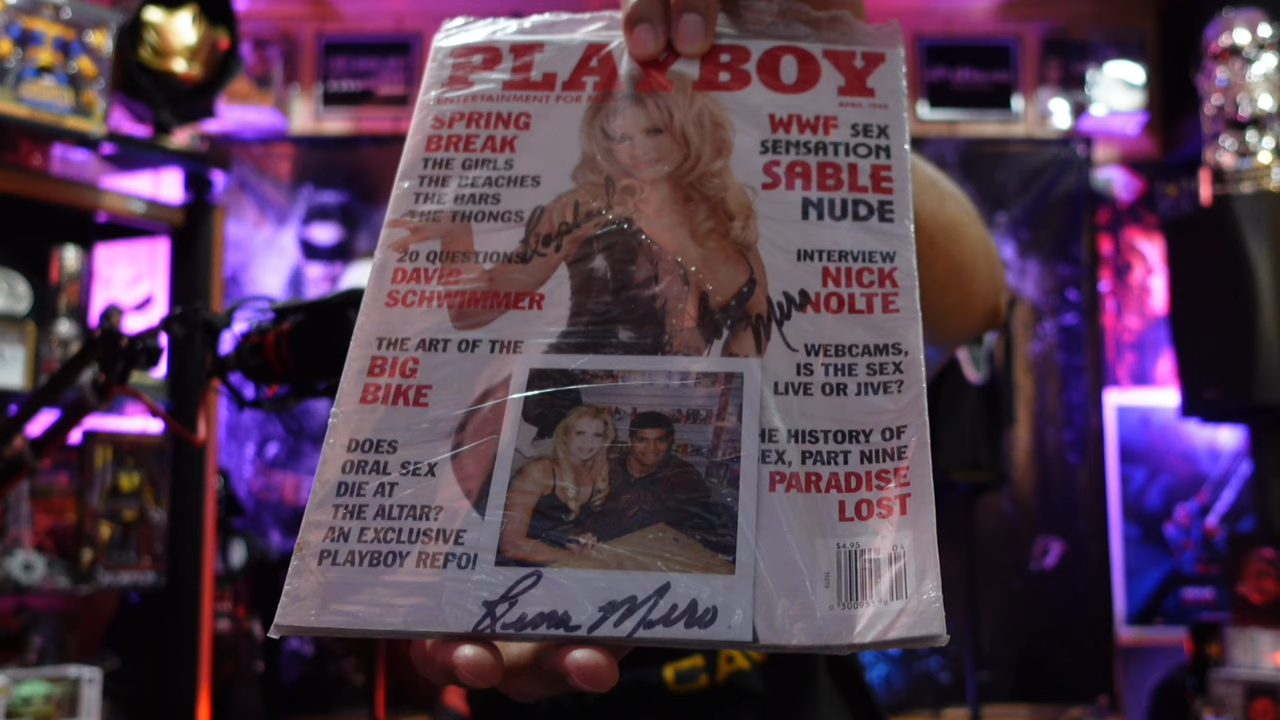 PLAYBOY
ENTERTAINMENT FOR M
APRIL 1999
SPRING
BREAK
THE GIRLS
THE BEACHES
THE BARS
THE THONGS
20 QUESTIONS
DAVID
SCHWIMMER
THE ART OF THE
BIG
BIKE
DOES
ORAL SEX
DIE AT
THE ALTAR?
AN EXCLUSIVE
PLAYBOY REPO
WWF SEX
SENSATION
SABLE
NUDE
INTERVIEW
NICK
NOLTE
WEBCAMS,
IS THE SEX
LIVE OR JIVE?
HE HISTORY OF
EX, PART NINE
PARADISE
LOST
$4.95
04
Mero
Rena Mero
CA